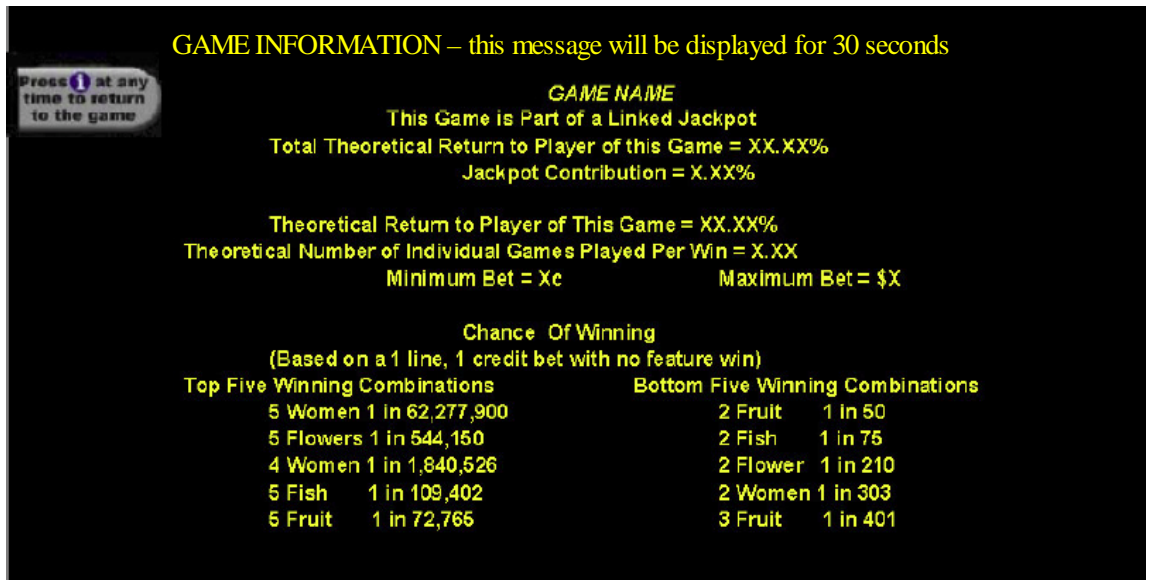 GAME INFORMATION – this message will be displayed for 30 seconds
Press i at any
time to return
to the game
GAME NAME
This Game is Part of a Linked Jackpot
Total Theoretical Return to Player of this Game = XX.XX%
Jackpot Contribution = X.XX%
Theoretical Return to Player of This Game = XX.XX%
Theoretical Number of Individual Games Played Per Win = X.XX
Minimum Bet = Xc Maximum Bet = $X
Chance Of Winning
(Based on a 1 line, 1 credit bet with no feature win)
Top Five Winning Combinations Bottom Five Winning Combinations
5 Women 1 in 62,277,900 2 Fruit 1 in 50
5 Flowers 1 in 544,150 2 Fish 1 in 75
4 Women 1 in 1,840,526 2 Flower 1 in 210
5 Fish 1 in 109,402 2 Women 1 in 303
5 Fruit 1 in 72,765 3 Fruit 1 in 401